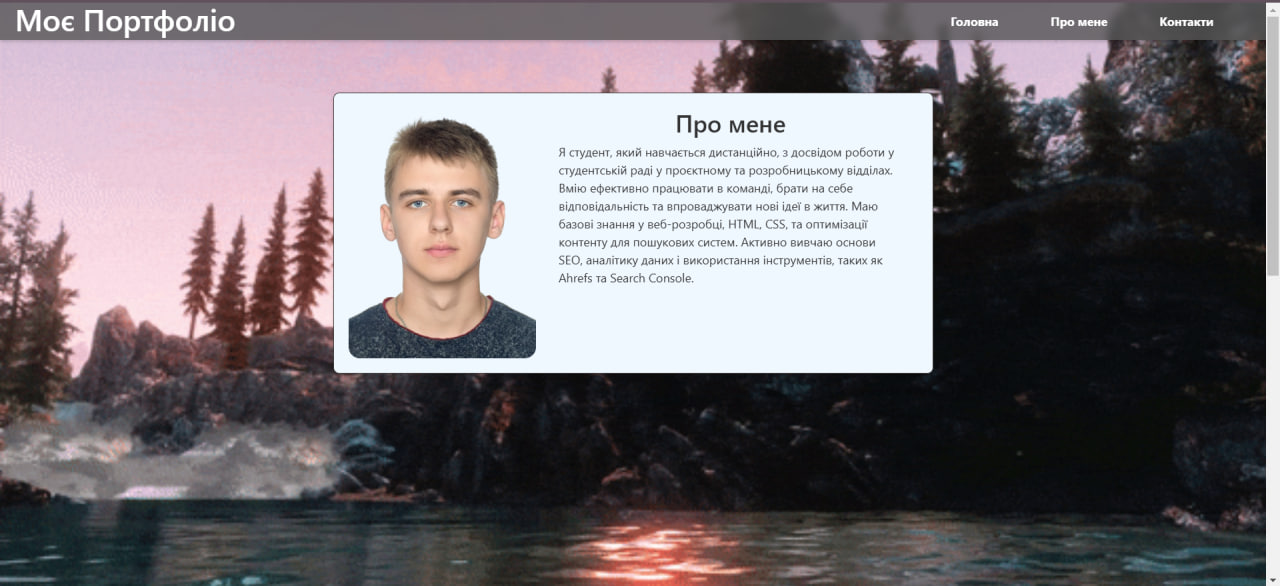 Моє Портфоліо
Головна
Про мене
Контакти
Про мене
Я студент, який навчається дистанційно, з досвідом роботи у
студентській раді у проєктному та розробницькому відділах.
Вмію ефективно працювати в команді, брати на себе
відповідальність та впроваджувати нові ідеї в життя. Маю
базові знання у веб-розробці, HTML, CSS, та оптимізації
контенту для пошукових систем. Активно вивчаю основи
SEO, аналітику даних і використання інструментів, таких як
Ahrefs та Search Console.